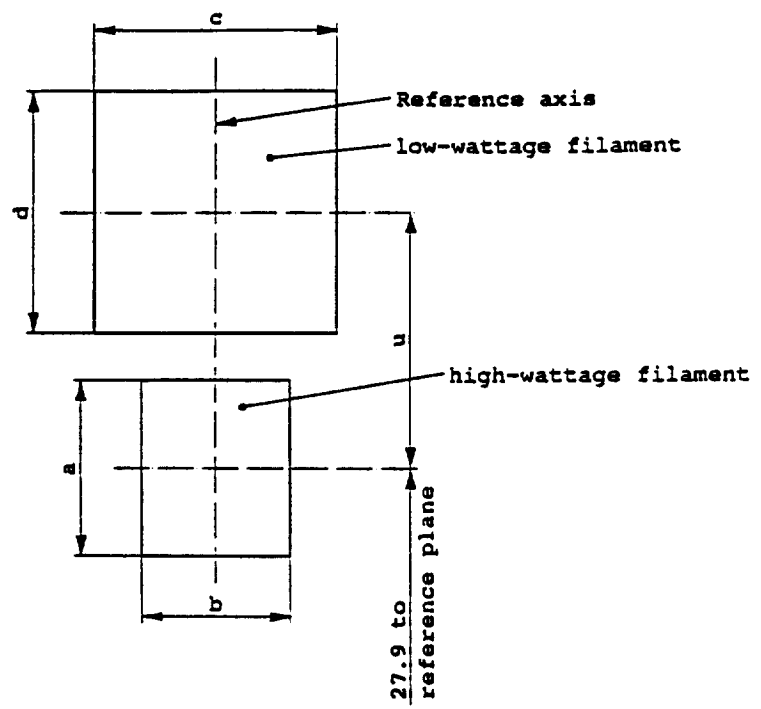 c
Reference axis
low-wattage filament
d
u
high-wattage filament
a
b
27.9 to
reference plane